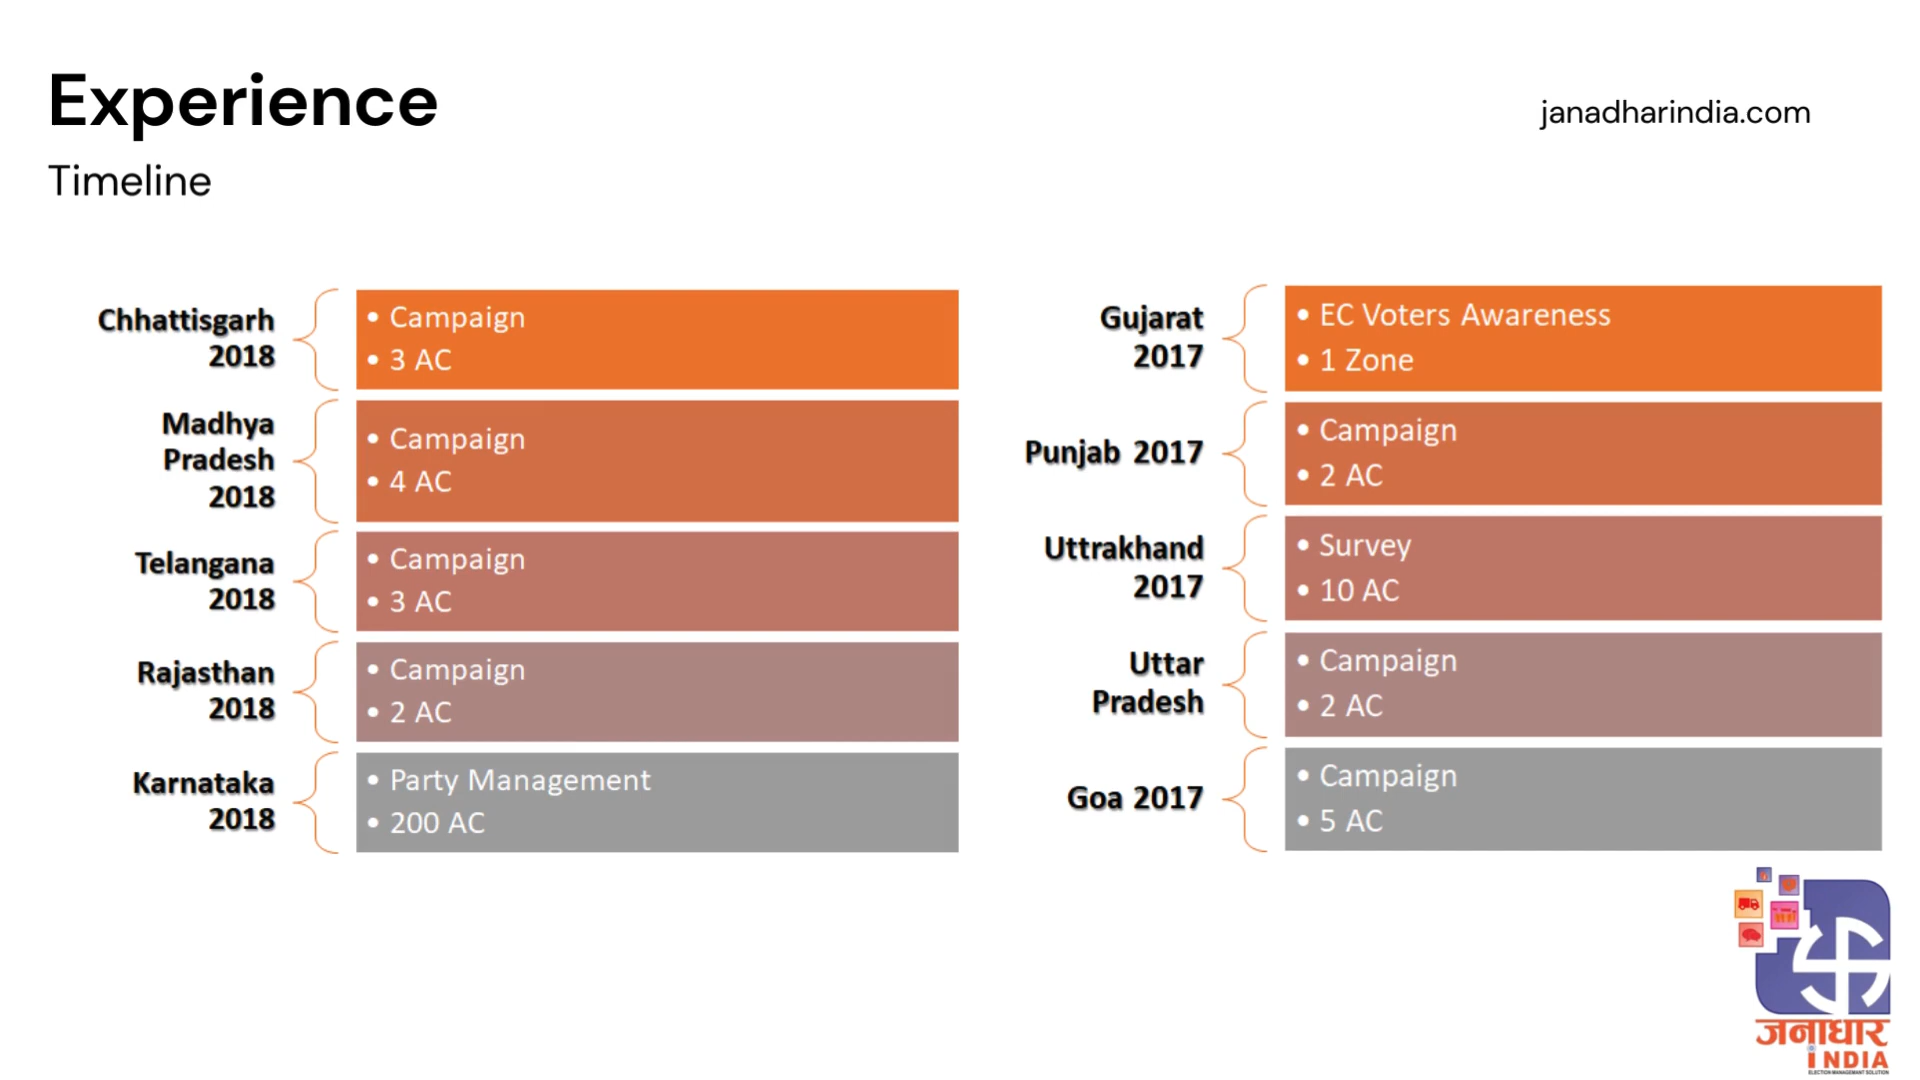 Experience
janadharindia.com
Timeline
Chhattisgarh
2018
• Campaign
• 3 AC
Madhya
Pradesh
2018
• Campaign
• 4 AC
Telangana
2018
• Campaign
• 3 AC
Rajasthan
2018
• Campaign
• 2 AC
Karnataka
2018
• Party Management
• 200 AC
Gujarat
2017
• EC Voters Awareness
• 1 Zone
Punjab 2017
• Campaign
• 2 AC
Uttrakhand
2017
• Survey
• 10 AC
Uttar
Pradesh
• Campaign
• 2 AC
Goa 2017
• Campaign
• 5 AC
जनाधार
iNDIA
ELECTION MANAGEMENT SOLUTION